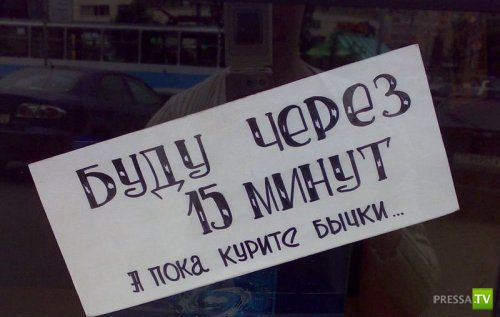 БУДУ ЧЕРЕЗ
15 МИНУТ
А ПОКА КУРИТЕ БЫЧКИ...
PRESSA.TV